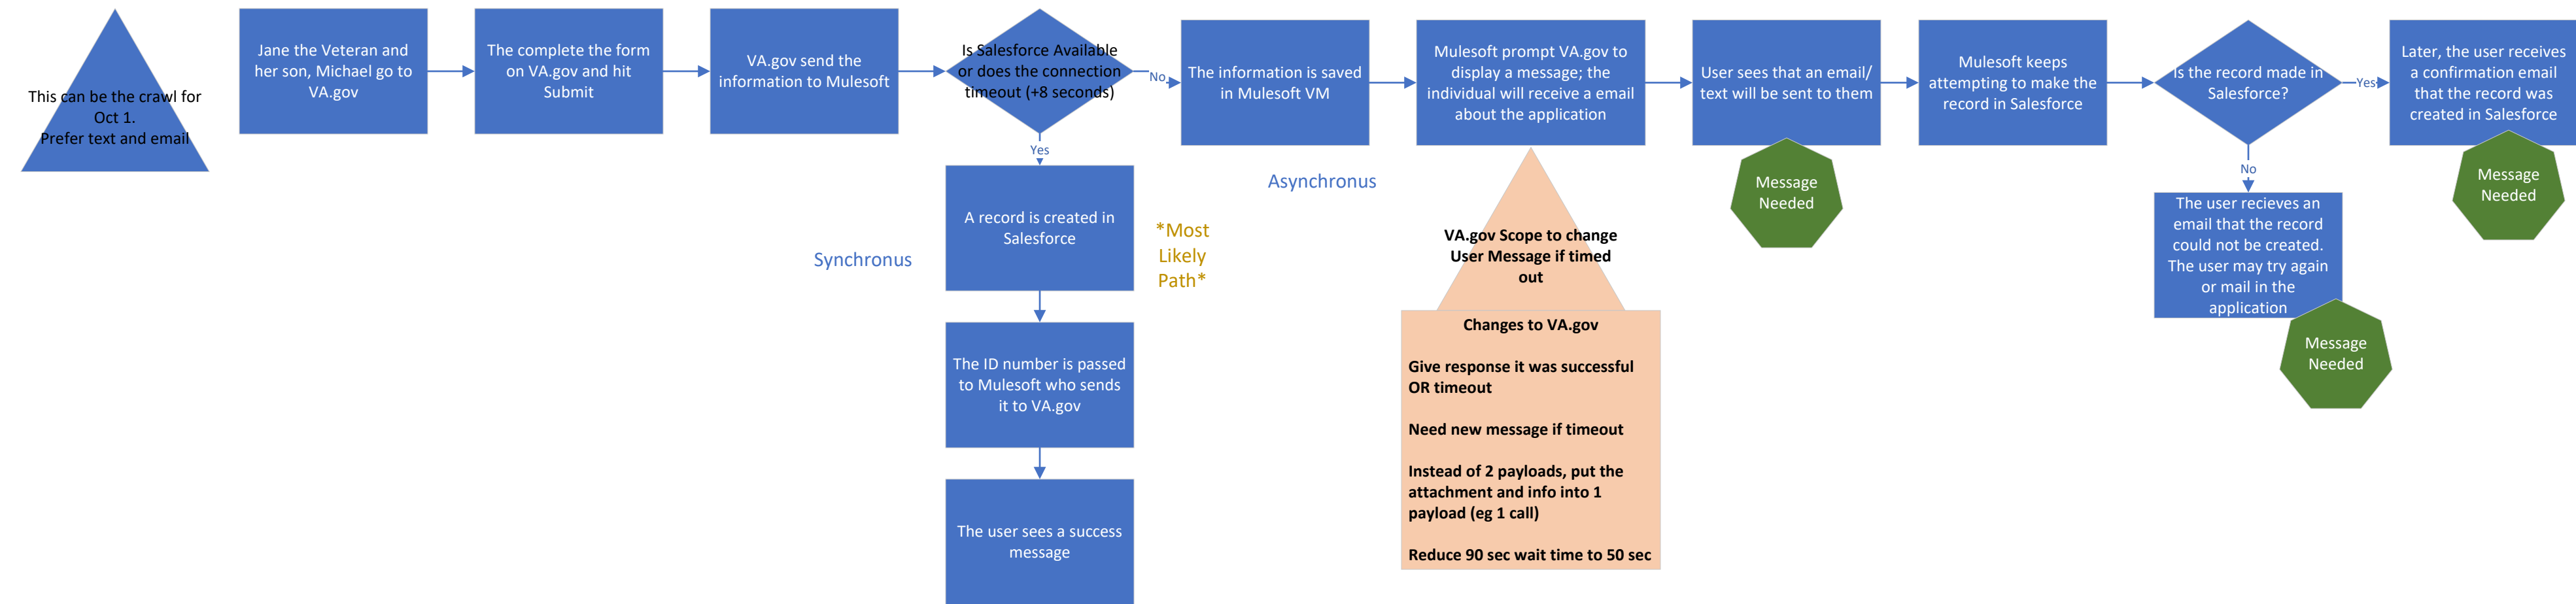 This can be the crawl for
Oct 1.
Prefer text and email
Jane the Veteran and
her son, Michael go to
VA.gov
The complete the form
on VA.gov and hit
Submit
VA.gov send the
information to Mulesoft
Is Salesforce Available
or does the connection
timeout (+8 seconds)
No
The information is saved
in Mulesoft VM
Mulesoft prompt VA.gov to
display a message; the
individual will receive a email
about the application
User sees that an email/
text will be sent to them
Mulesoft keeps
attempting to make the
record in Salesforce
Is the record made in
Salesforce?
Yes
Later, the user receives
a confirmation email
that the record was
created in Salesforce
Yes
A record is created in
Salesforce
Synchronus
*Most
Likely
Path*
Asynchronus
The ID number is passed
to Mulesoft who sends
it to VA.gov
The user sees a success
message
VA.gov Scope to change
User Message if timed
out
Changes to VA.gov
Give response it was successful
OR timeout
Need new message if timeout
Instead of 2 payloads, put the
attachment and info into 1
payload (eg 1 call)
Reduce 90 sec wait time to 50 sec
Message
Needed
No
The user recieves an
email that the record
could not be created.
The user may try again
or mail in the
application
Message
Needed
Message
Needed